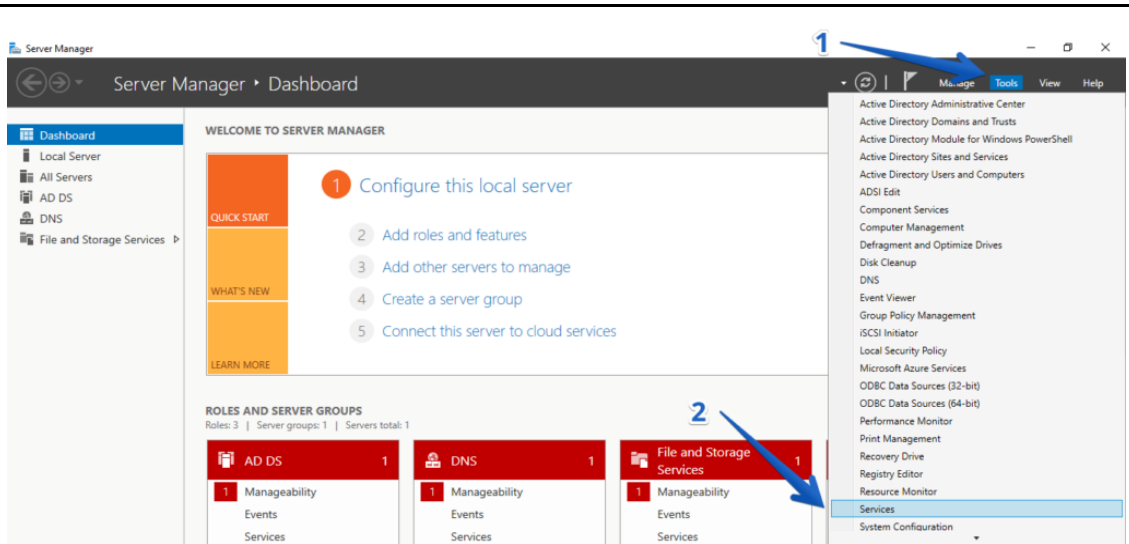 1
Server Manager
Server Manager • Dashboard
Manage Tools View Help
Dashboard
Local Server
All Servers
AD DS
DNS
File and Storage Services
WELCOME TO SERVER MANAGER
QUICK START
WHAT'S NEW
LEARN MORE
1 Configure this local server
2 Add roles and features
3 Add other servers to manage
4 Create a server group
5 Connect this server to cloud services
ROLES AND SERVER GROUPS
Roles: 3 | Server groups: 1 | Servers total: 1
AD DS 1
1 Manageability
Events
Services
DNS 1
1 Manageability
Events
Services
File and Storage
Services 1
1 Manageability
Events
Services
2
Active Directory Administrative Center
Active Directory Domains and Trusts
Active Directory Module for Windows PowerShell
Active Directory Sites and Services
Active Directory Users and Computers
ADSI Edit
Component Services
Computer Management
Defragment and Optimize Drives
Disk Cleanup
DNS
Event Viewer
Group Policy Management
iSCSI Initiator
Local Security Policy
Microsoft Azure Services
ODBC Data Sources (32-bit)
ODBC Data Sources (64-bit)
Performance Monitor
Print Management
Recovery Drive
Registry Editor
Resource Monitor
Services
System Configuration